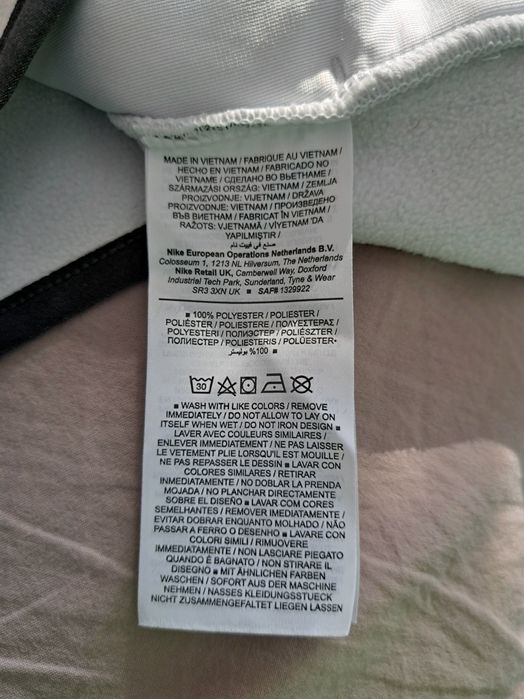 MADE IN VIETNAM / FABRIQUE AU VIETNAM /
HECHO EN VIETNAM / FABRICADO NO
VIETNAME / СДЕЛАНО ВО ВЬЕТНАМЕ /
SZÁRMAZÁSI ORSZÁG: VIETNAM / ZEMLJA
PROIZVODNJE: VIJETNAM / DRŽAVA
PROIZVODNJE: VIETNAM / ПРОИЗВЕДЕНО
ВЪВ ВИЕТНАМ / FABRICAT ÎN VIETNAM /
RAŽOTS: VJETNAMĀ / VİYETNAM 'DA
YAPILMIŞTIR /
صنع في فييت نام
Nike European Operations Netherlands B.V.
Colosseum 1, 1213 NL Hilversum, The Netherlands
Nike Retail UK, Camberwell Way, Doxford
Industrial Tech Park, Sunderland, Tyne & Wear
SR3 3XN UK ■ SAF# 1329922
■ 100% POLYESTER / POLIESTER /
POLIÉSTER / POLIESTERE / ΠΟΛΥΕΣΤΕΡΑΣ /
POLYESTERI / ПОЛИЭСТЕР / POLIÉSZTER /
ПОЛИЕСТЕР / POLIESTERIS / POLÜESTER■
%100 بوليستر ■
30
■ WASH WITH LIKE COLORS / REMOVE
IMMEDIATELY / DO NOT ALLOW TO LAY ON
ITSELF WHEN WET / DO NOT IRON DESIGN ■
LAVER AVEC COULEURS SIMILAIRES /
ENLEVER IMMÉDIATEMENT / NE PAS LAISSER
LE VETEMENT PLIE LORSQU'IL EST MOUILLE /
NE PAS REPASSER LE DESSIN ■ LAVAR CON
COLORES SIMILARES / RETIRAR
INMEDIATAMENTE / NO DOBLAR LA PRENDA
MOJADA / NO PLANCHAR DIRECTAMENTE
SOBRE EL DISEÑO ■ LAVAR COM CORES
SEMELHANTES / REMOVER IMEDIATAMENTE /
EVITAR DOBRAR ENQUANTO MOLHADO / NÃO
PASSAR A FERRO O DESENHO ■ LAVARE CON
COLORI SIMILI / RIMUOVERE
IMMEDIATAMENTE / NON LASCIARE PIEGATO
QUANDO È BAGNATO / NON STIRARE IL
DISEGNO ■ MIT ÄHNLICHEN FARBEN
WASCHEN / SOFORT AUS DER MASCHINE
NEHMEN / NASSES KLEIDUNGSSTUECK
NICHT ZUSAMMENGEFALTET LIEGEN LASSEN